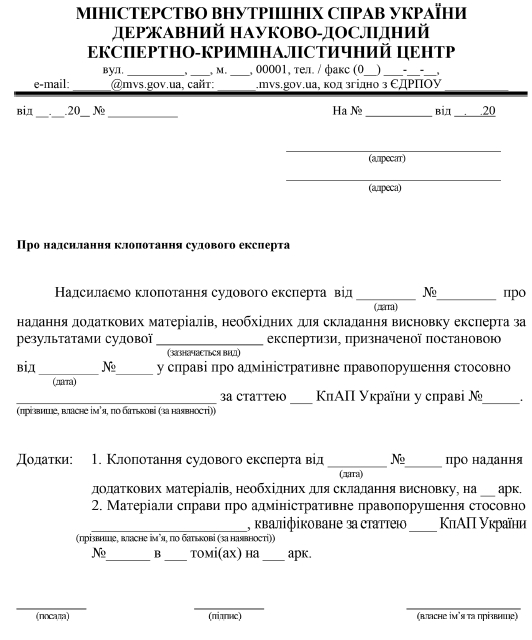 МІНІСТЕРСТВО ВНУТРІШНІХ СПРАВ УКРАЇНИ
ДЕРЖАВНИЙ НАУКОВО-ДОСЛІДНИЙ
ЕКСПЕРТНО-КРИМІНАЛІСТИЧНИЙ ЦЕНТР
вул. __________, ___, м. ___, 00001, тел. / факс (0__) ___-__-__,
e-mail: ______@mvs.gov.ua, сайт: ______.mvs.gov.ua, код згідно з ЄДРПОУ __________
від __.__.20__ № ___________ На № __________ від __.__.20
(адресат)
(адреса)
Про надсилання клопотання судового експерта
Надсилаємо клопотання судового експерта від ________ №________ про
(дата)
надання додаткових матеріалів, необхідних для складання висновку експерта за
результатами судової ________________ експертизи, призначеної постановою
(зазначається вид)
від ________ №_____ у справі про адміністративне правопорушення стосовно
(дата)
___________________________ за статтею ___ КпАП України у справі №_____.
(прізвище, власне ім’я, по батькові (за наявності))
Додатки: 1. Клопотання судового експерта від ________ №_____ про надання
(дата)
додаткових матеріалів, необхідних для складання висновку, на __ арк.
2. Матеріали справи про адміністративне правопорушення стосовно
_____________________, кваліфіковане за статтею ____ КпАП України
(прізвище, власне ім’я, по батькові (за наявності))
№______ в ___ томі(ах) на ___ арк.
(посада) (підпис) (власне ім’я та прізвище)